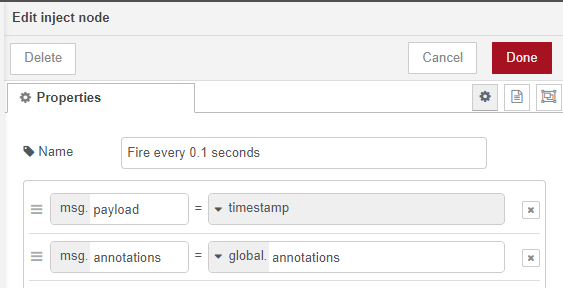 Edit inject node
Delete Cancel Done
Properties
Name Fire every 0.1 seconds
msg. payload = timestamp
msg. annotations = global. annotations